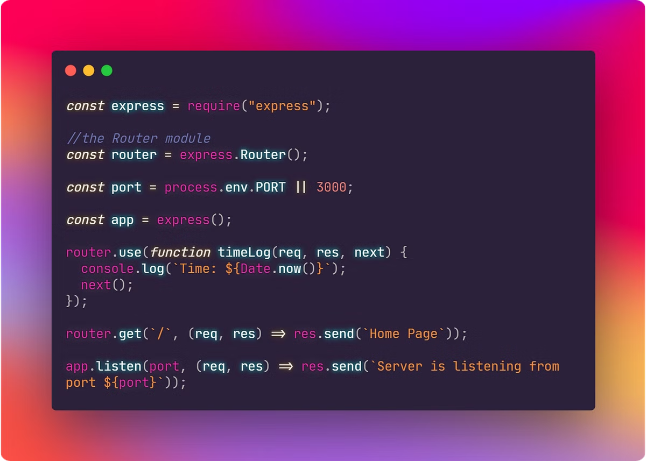 const express = require("express");
//the Router module
const router = express.Router();
const port = process.env.PORT || 3000;
const app = express();
router.use(function timeLog(req, res, next) {
  console.log(`Time: ${Date.now()}`);
  next();
});
router.get(`/`, (req, res) => res.send(`Home Page`));
app.listen(port, (req, res) => res.send(`Server is listening from
port ${port}`));